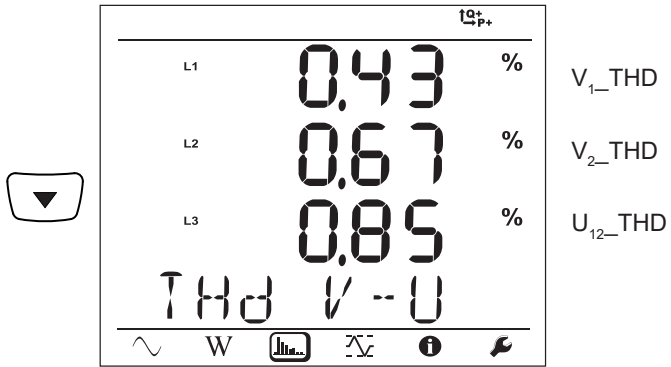 Q+
P+
L1 0.43 % V1_THD
L2 0.67 % V2_THD
L3 0.85 % U12_THD
THd V-U
W